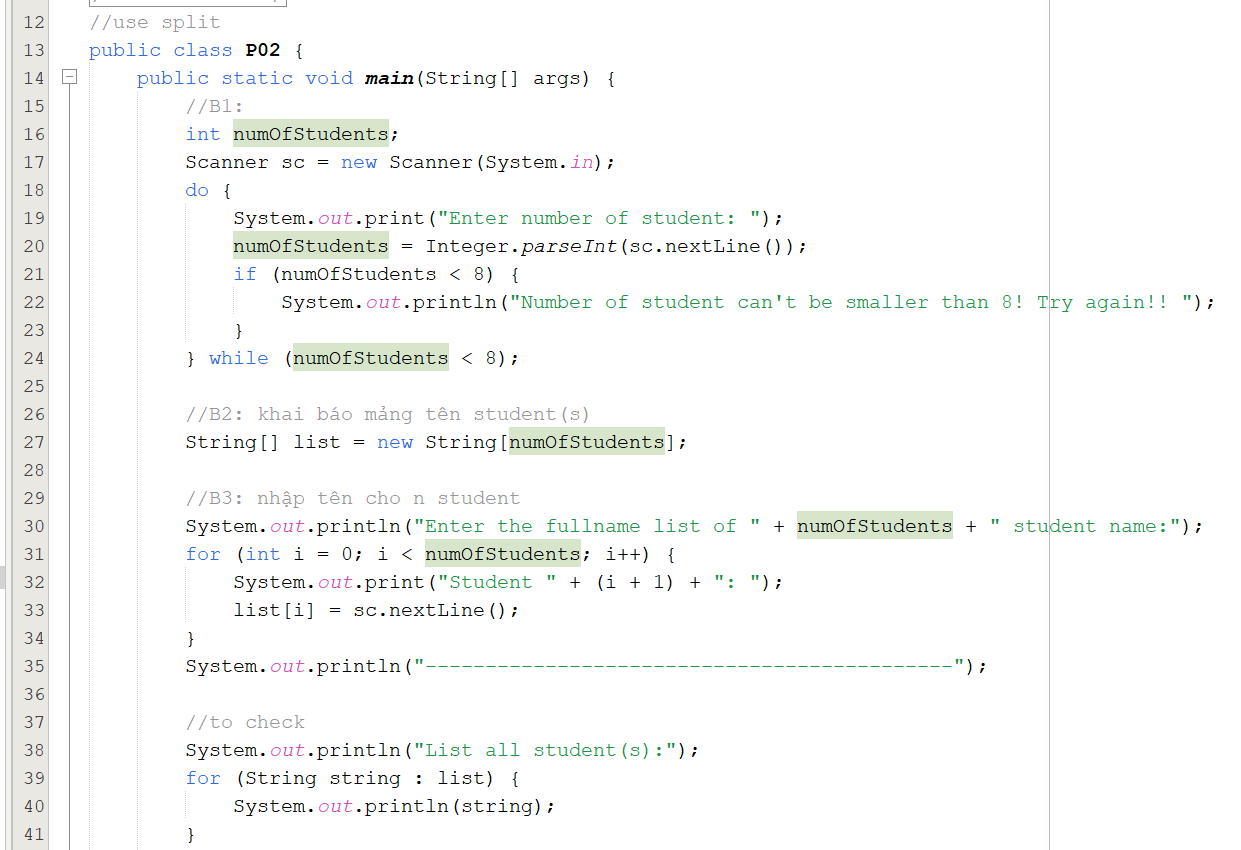 12 //use split
13 public class P02 {
14 public static void main(String[] args) {
15 //B1:
16 int numOfStudents;
17 Scanner sc = new Scanner(System.in);
18 do {
19 System.out.print("Enter number of student: ");
20 numOfStudents = Integer.parseInt(sc.nextLine());
21 if (numOfStudents < 8) {
22 System.out.println("Number of student can't be smaller than 8! Try again!! ");
23 }
24 } while (numOfStudents < 8);
25
26 //B2: khai báo mảng tên student(s)
27 String[] list = new String[numOfStudents];
28
29 //B3: nhập tên cho n student
30 System.out.println("Enter the fullname list of " + numOfStudents + " student name:");
31 for (int i = 0; i < numOfStudents; i++) {
32 System.out.print("Student " + (i + 1) + ": ");
33 list[i] = sc.nextLine();
34 }
35 System.out.println("--------------------------------------------");
36
37 //to check
38 System.out.println("List all student(s):");
39 for (String string : list) {
40 System.out.println(string);
41 }